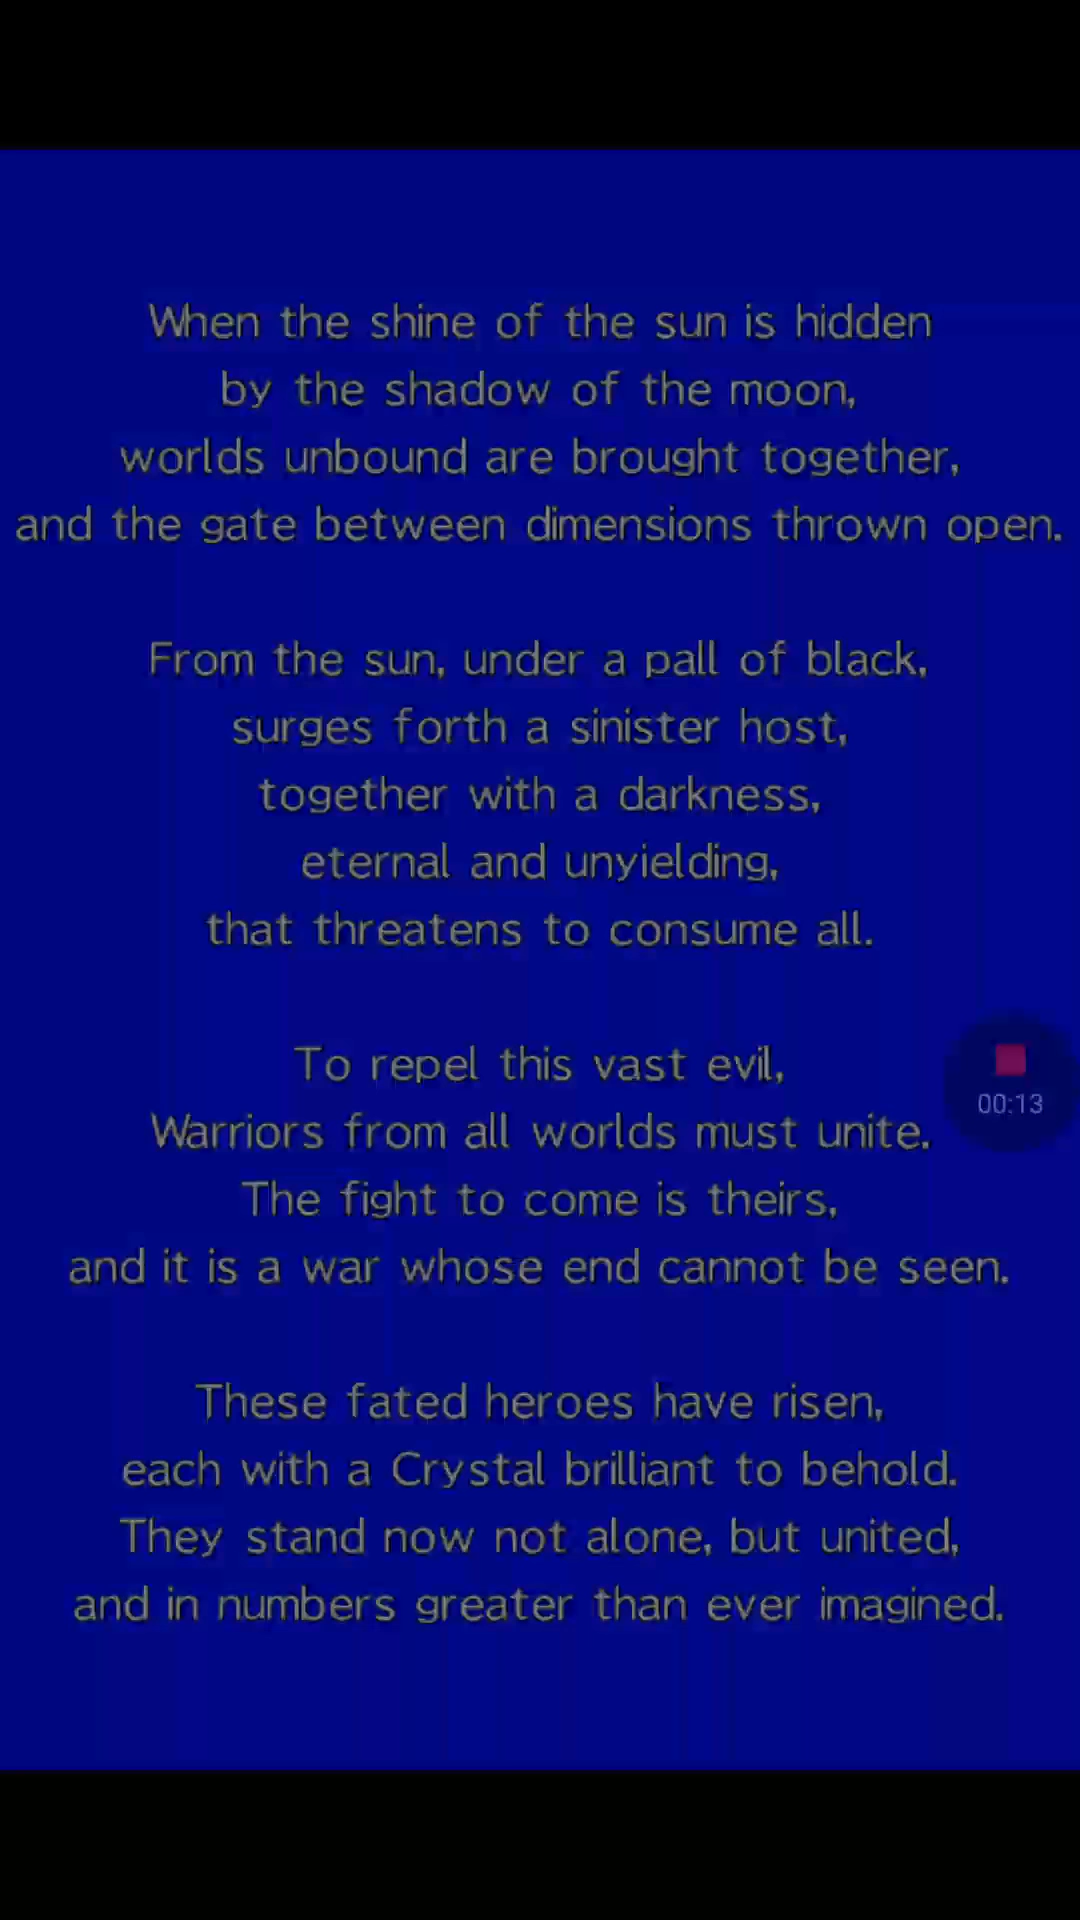 When the shine of the sun is hidden
by the shadow of the moon,
worlds unbound are brought together,
and the gate between dimensions thrown open.
From the sun, under a pall of black,
surges forth a sinister host,
together with a darkness,
eternal and unyielding,
that threatens to consume all.
To repel this vast evil,
Warriors from all worlds must unite.
The fight to come is theirs,
and it is a war whose end cannot be seen.
These fated heroes have risen,
each with a Crystal brilliant to behold.
They stand now not alone, but united,
and in numbers greater than ever imagined.
00:13